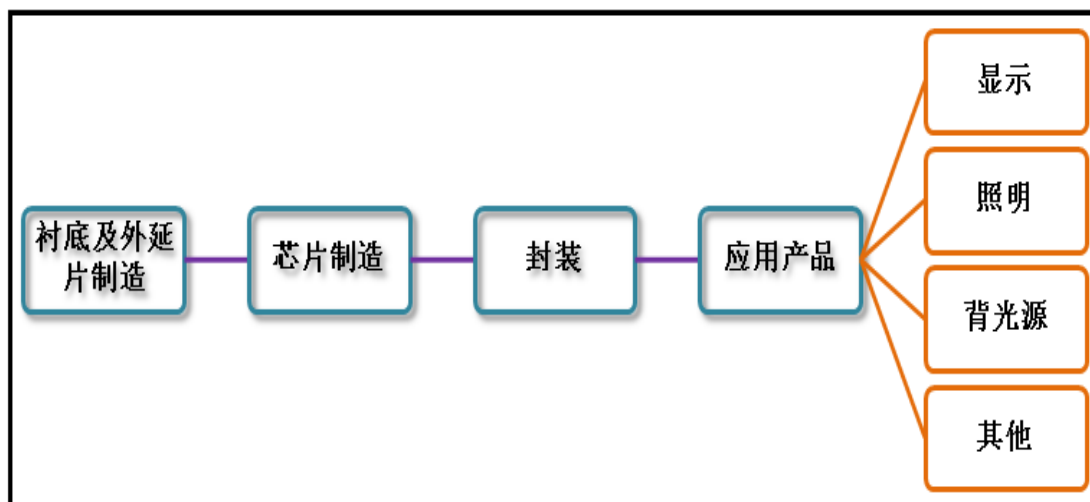 衬底及外延
片制造
芯片制造
封装
应用产品
显示
照明
背光源
其他